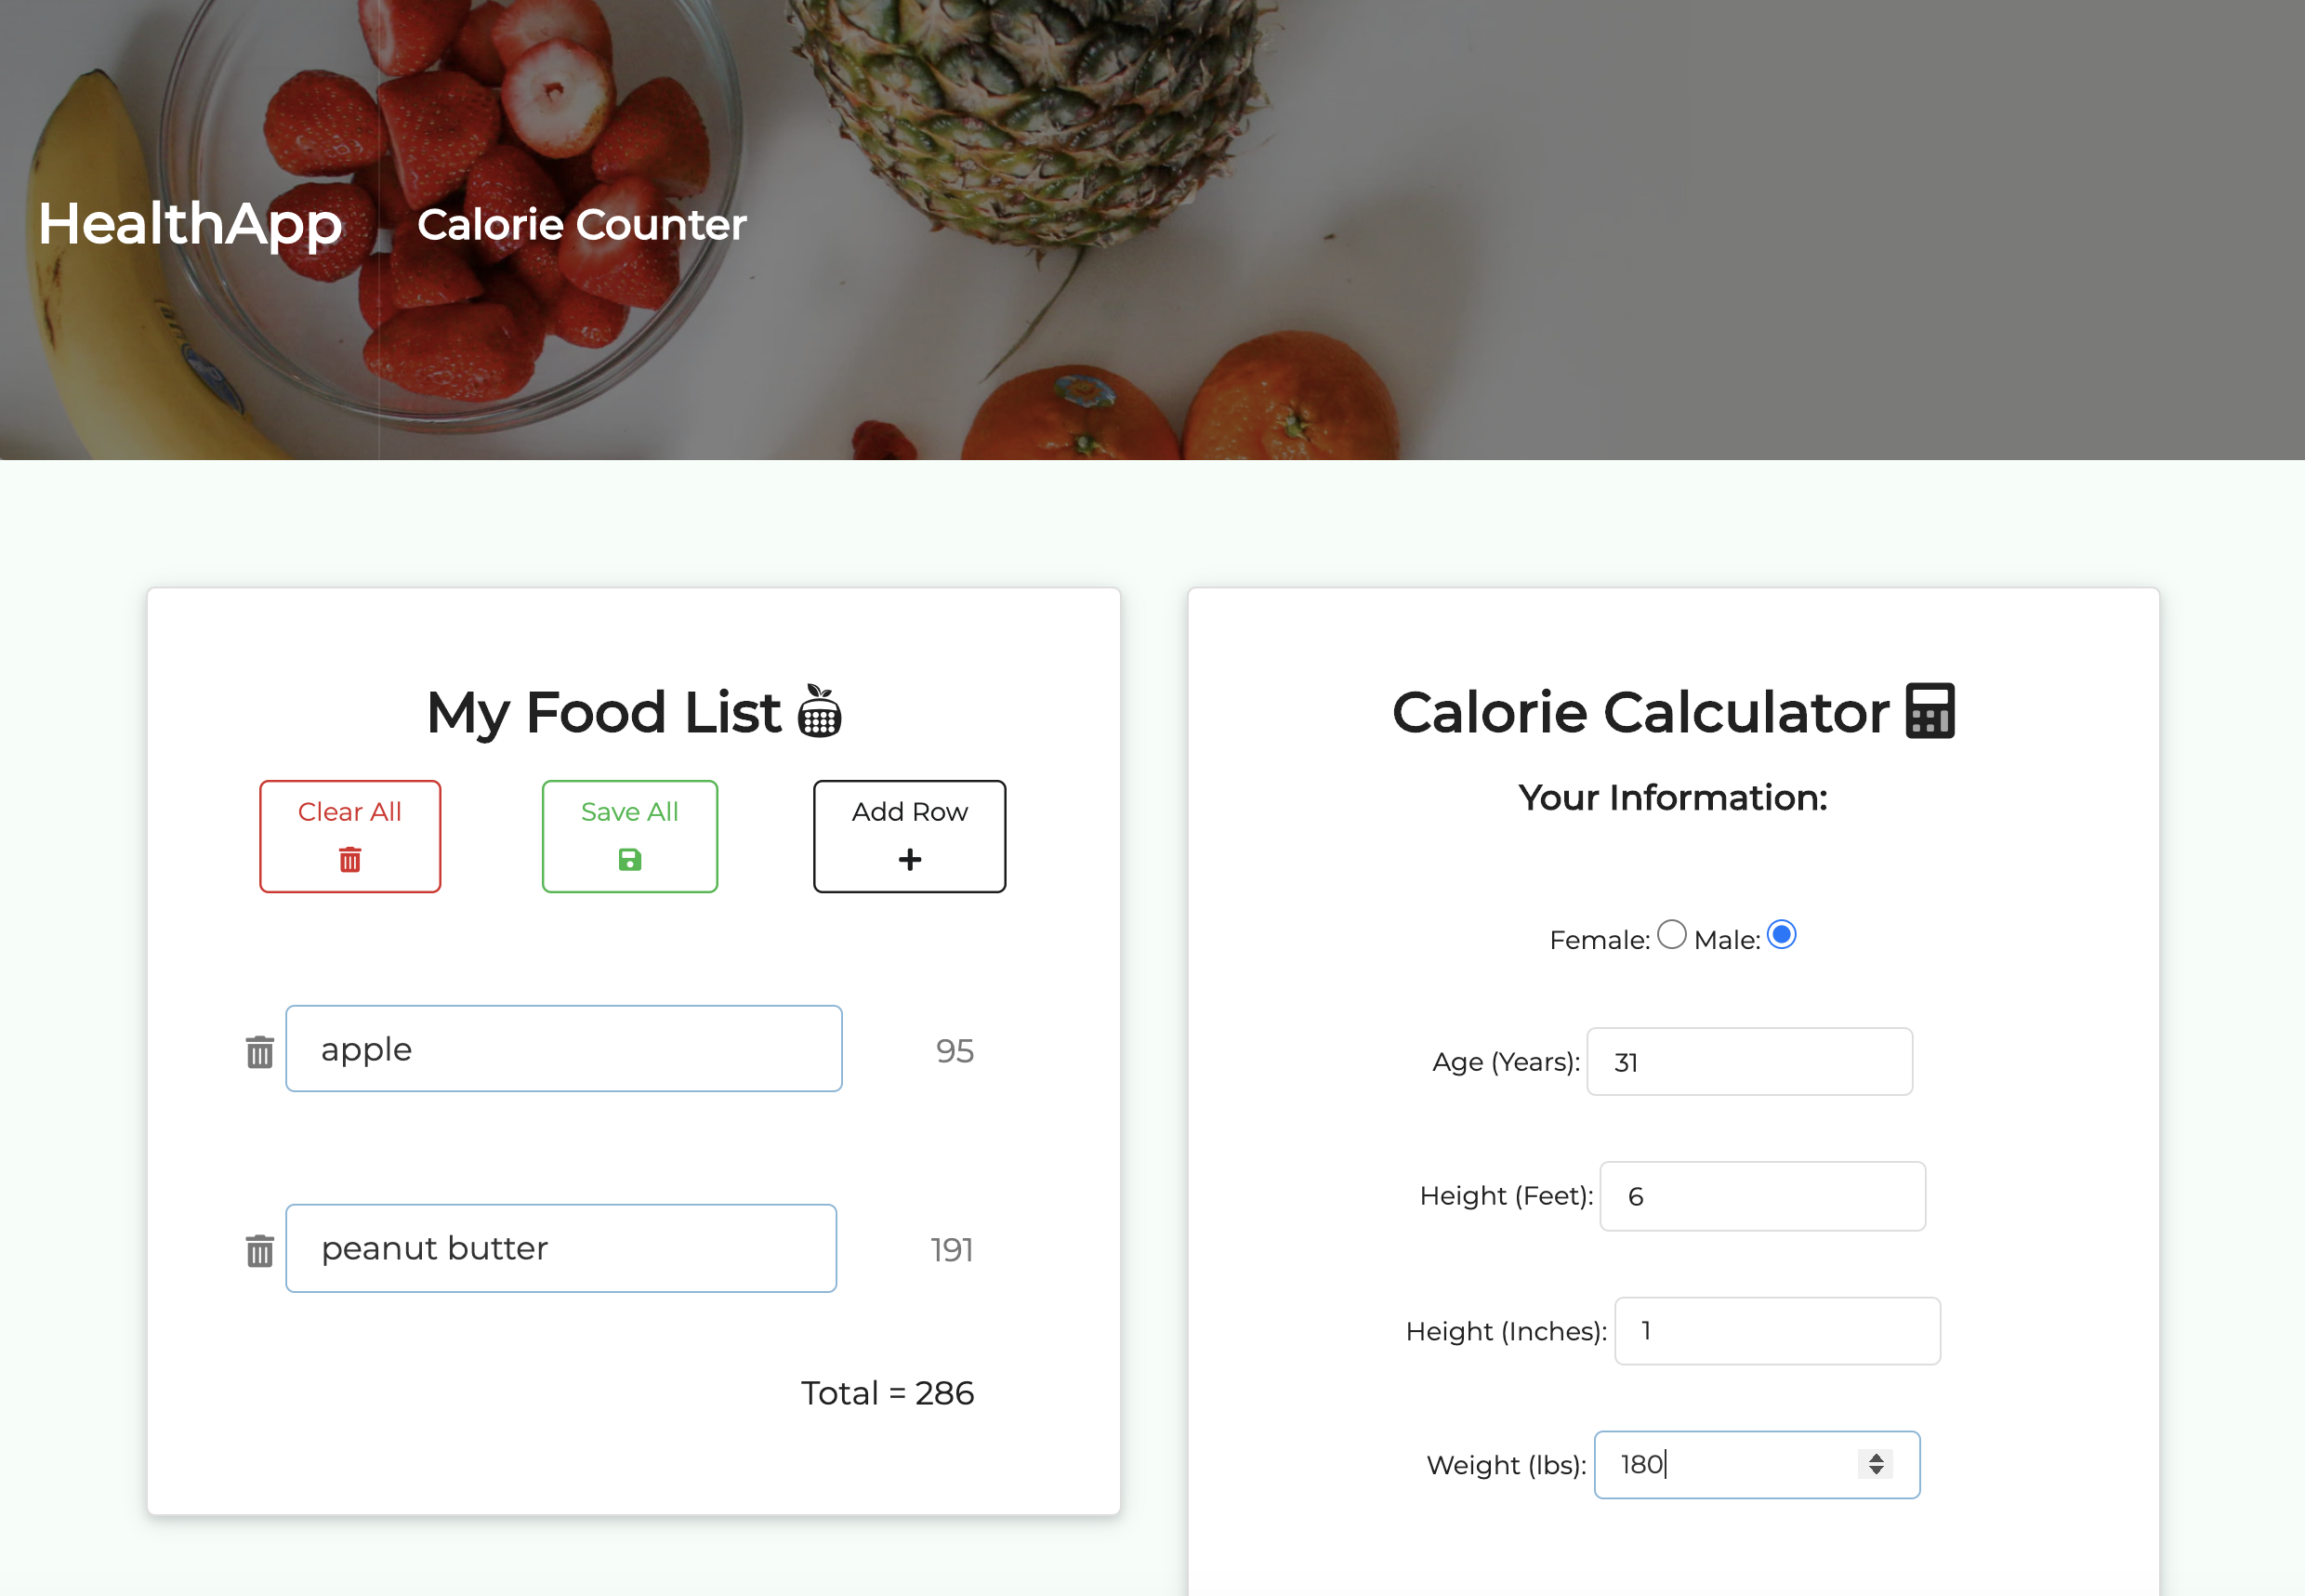 HealthApp
Calorie Counter
My Food List
Clear All
Save All
Add Row
apple
95
peanut butter
191
Total = 286
Calorie Calculator
Your Information:
Female: Male:
Age (Years): 31
Height (Feet): 6
Height (Inches): 1
Weight (lbs): 180